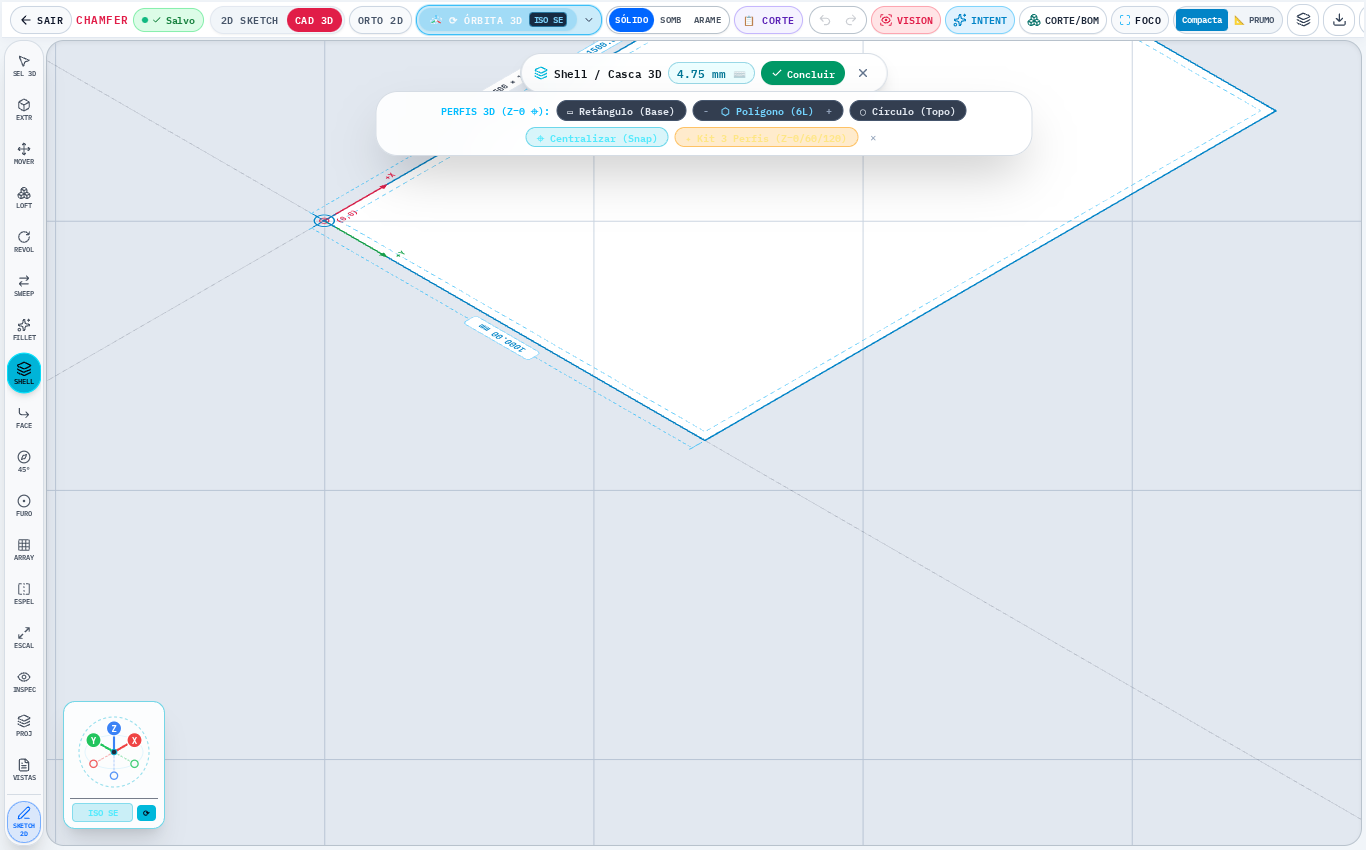 SAIR
CHAMFER
Salvo
2D SKETCH
CAD 3D
ORTO 2D
⟳ ÓRBITA 3D
ISO SE
SÓLIDO
SOMB
ARAME
CORTE
VISION
INTENT
CORTE/BOM
FOCO
Compacta
PRUMO
Shell / Casca 3D
4.75 mm
Concluir
PERFIS 3D (Z=0 ⌖):
▭ Retângulo (Base)
- ⬡ Polígono (6L) +
○ Círculo (Topo)
⌖ Centralizar (Snap)
×
SEL 3D
EXTR
MOVER
LOFT
REVOL
SWEEP
FILLET
SHELL
FACE
45°
FURO
ARRAY
ESPEL
ESCAL
INSPEC
PROJ
VISTAS
SKETCH
2D
+X
(0,0)
+Y
1000.00 mm
Z
Y
X
ISO SE
⟳